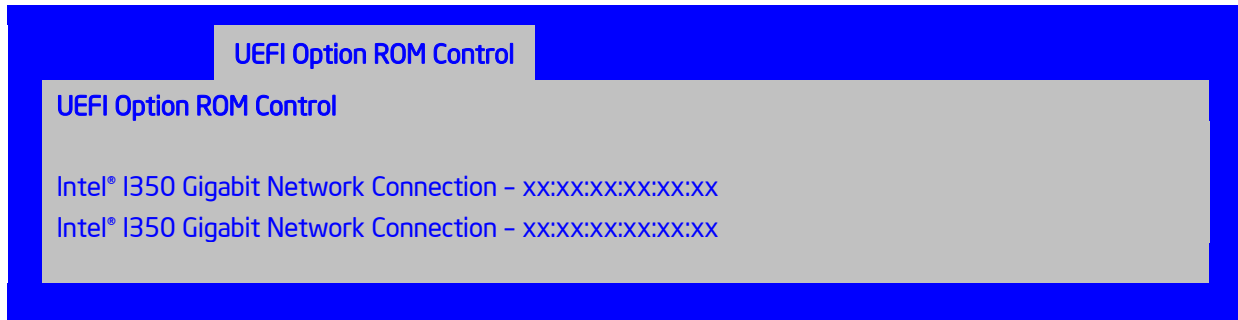 UEFI Option ROM Control
UEFI Option ROM Control
Intel® I350 Gigabit Network Connection – xx:xx:xx:xx:xx:xx
Intel® I350 Gigabit Network Connection – xx:xx:xx:xx:xx:xx